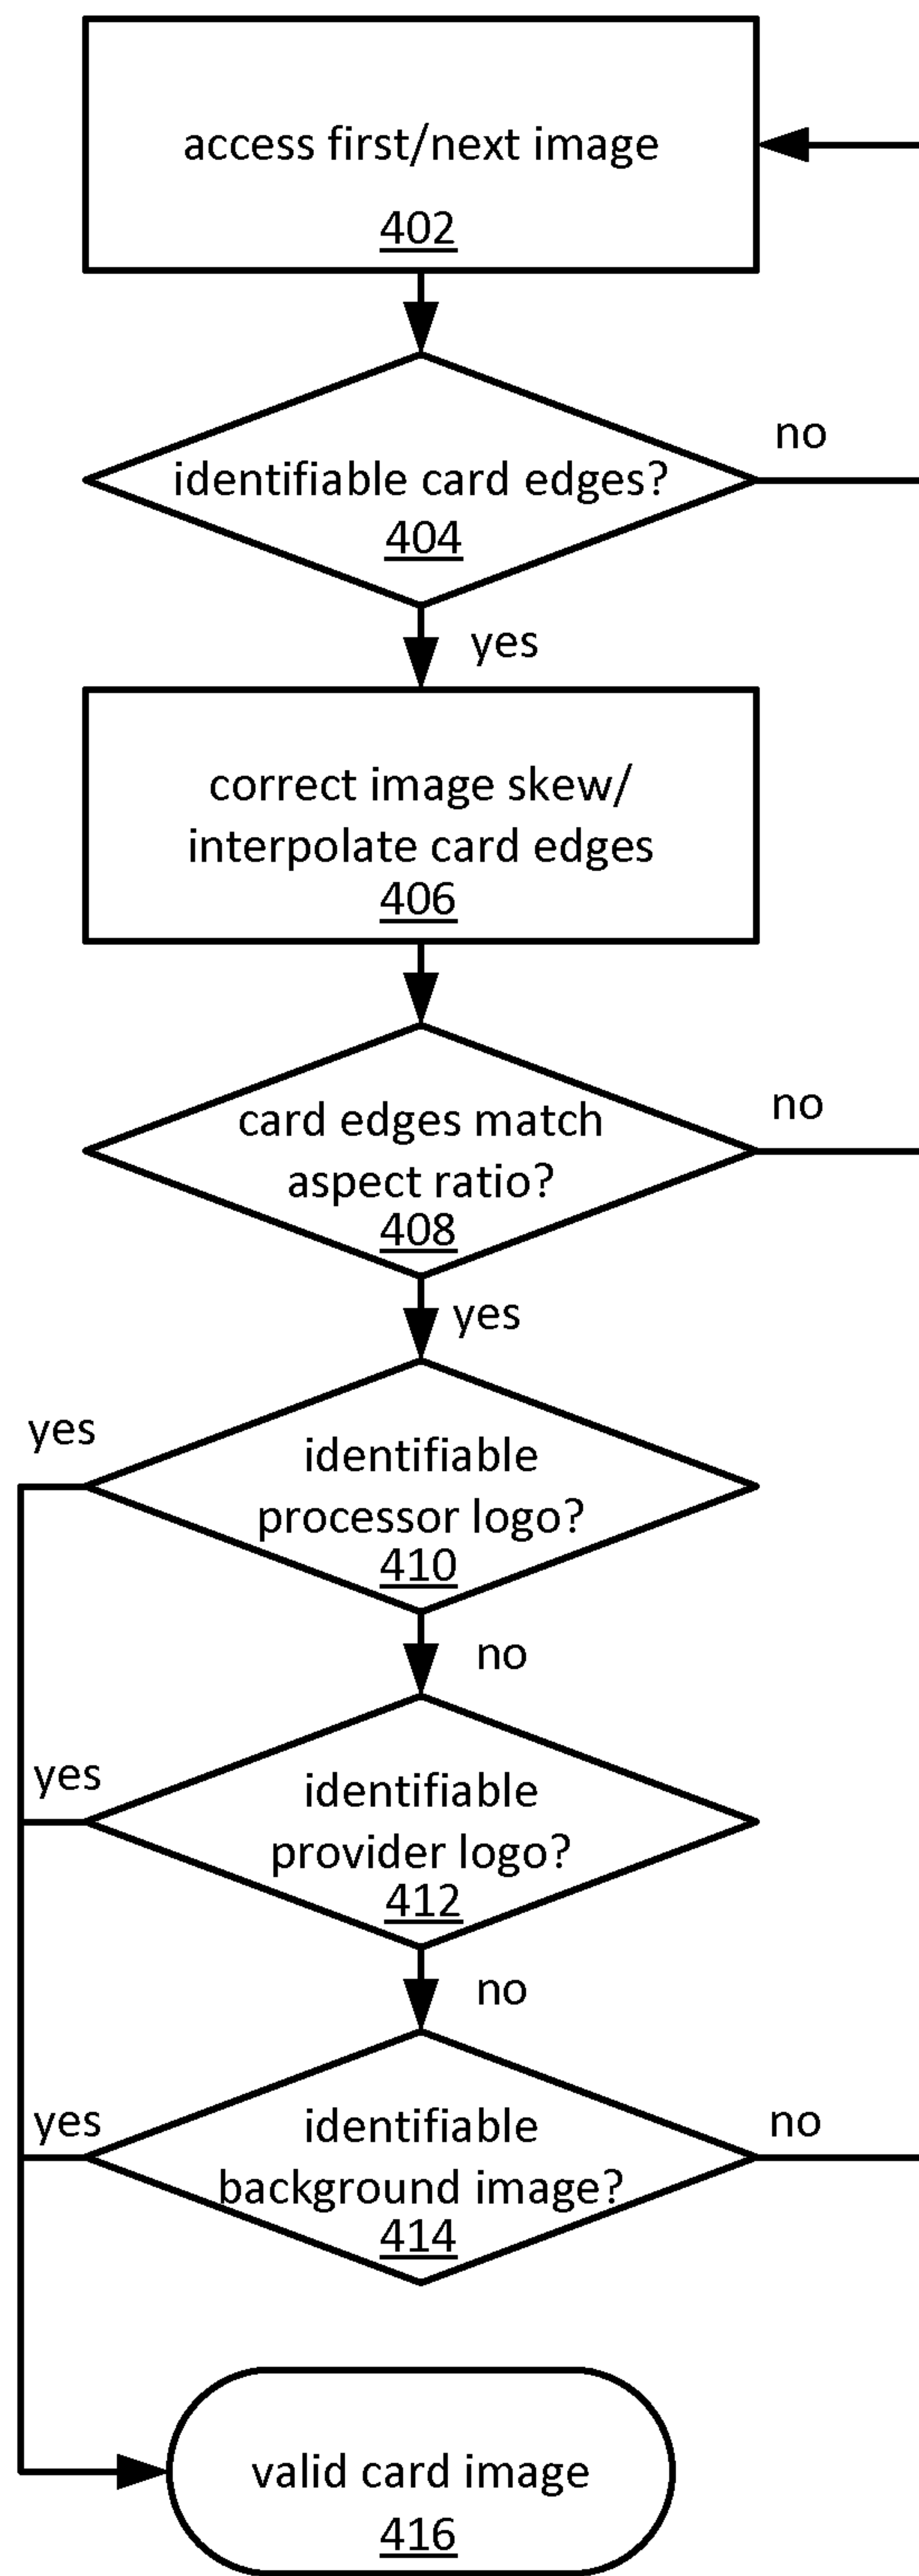 access first/next image
402
identifiable card edges?
no
404
yes
correct image skew/
interpolate card edges
406
card edges match
no
aspect ratio?
408
yes
yes
identifiable
processor logo?
410
no
yes
identifiable
provider logo?
412
no
yes
identifiable
no
background image?
414
valid card image
416